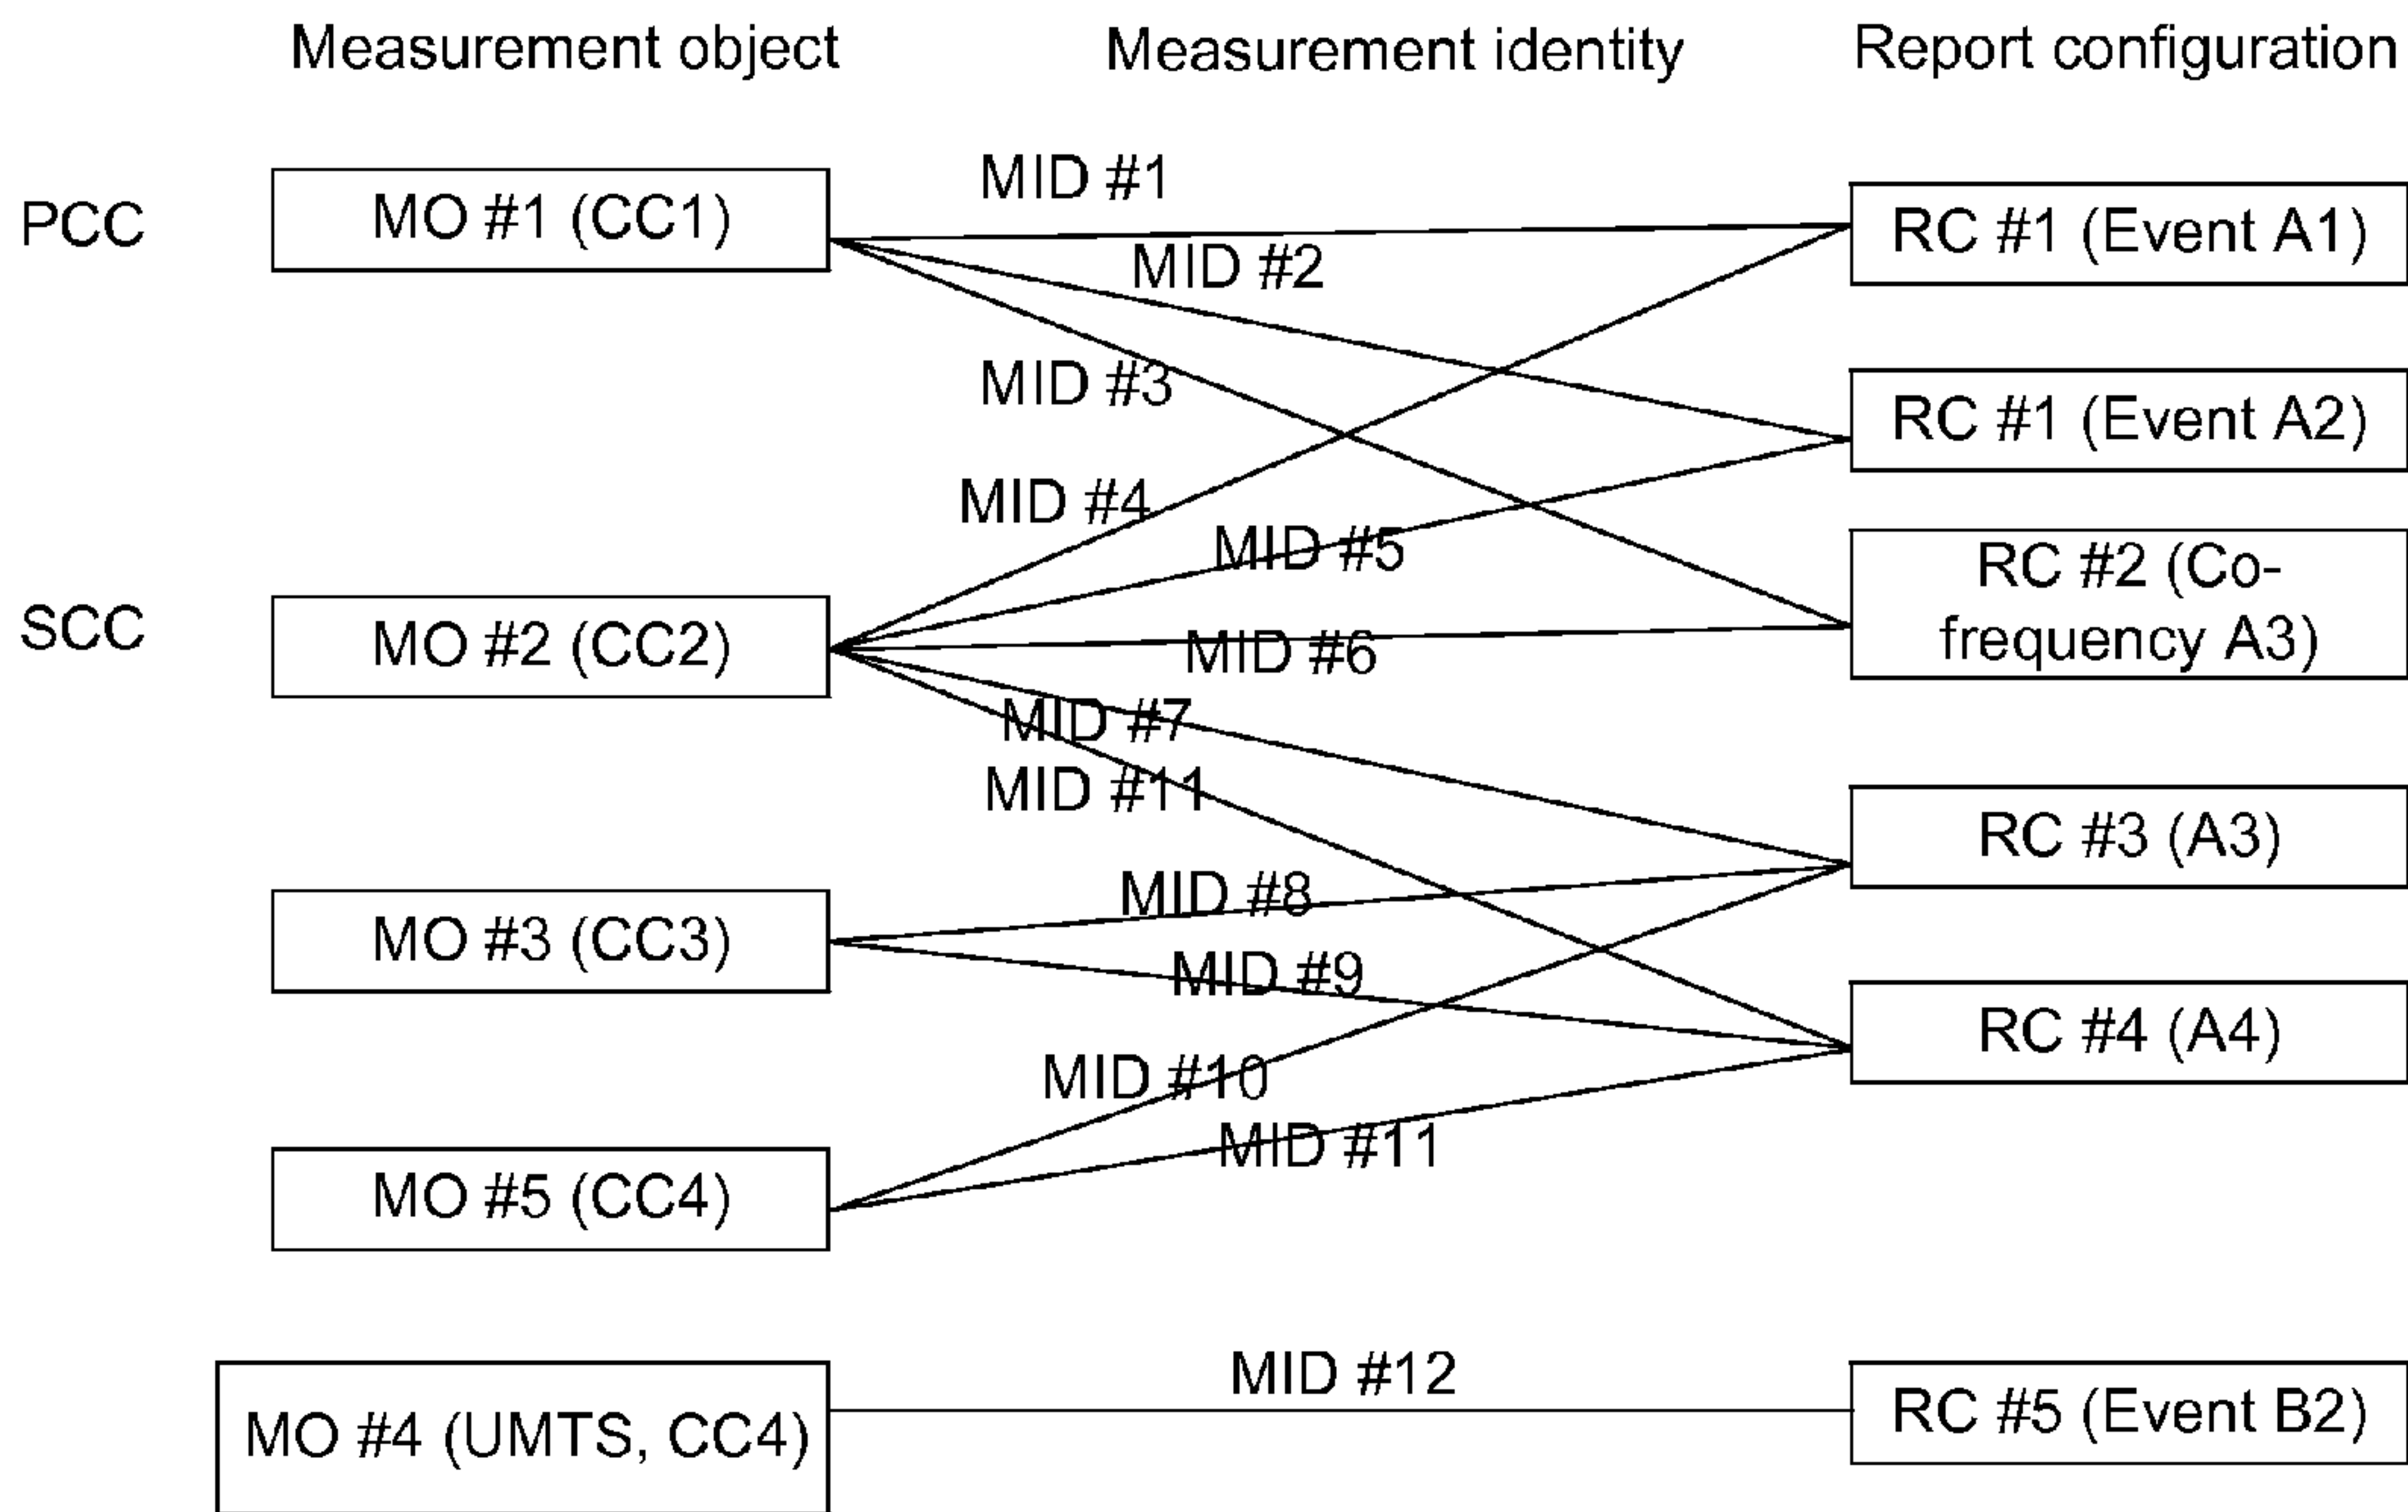 Measurement object
Measurement identity
Report configuration
PCC
MO #1 (CC1)
MID #1
RC #1 (Event A1)
MID #2
MID #3
RC #1 (Event A2)
MID #4
MID #5
RC #2 (Co-
frequency A3)
SCC
MO #2 (CC2)
MID #6
MID #7
MID #11
RC #3 (A3)
MID #8
MO #3 (CC3)
MID #9
RC #4 (A4)
MID #10
MID #11
MO #5 (CC4)
MID #12
MO #4 (UMTS, CC4)
RC #5 (Event B2)